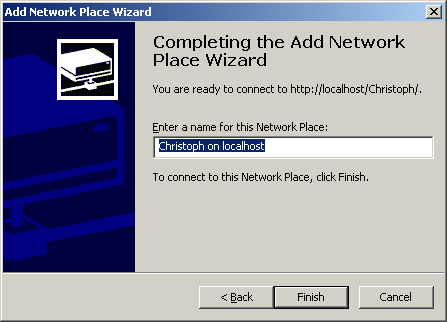 Add Network Place Wizard
Completing the Add Network
Place Wizard
You are ready to connect to http://localhost/Christoph/.
Enter a name for this Network Place:
Christoph on localhost
To connect to this Network Place, click Finish.
< Back
Finish
Cancel